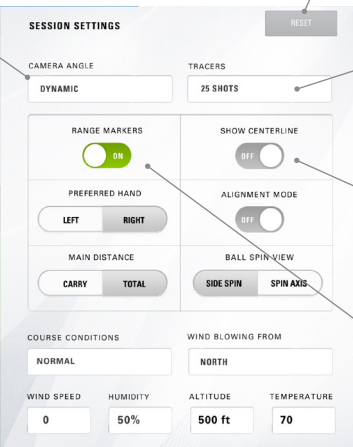 SESSION SETTINGS
RESET
CAMERA ANGLE
TRACERS
DYNAMIC
25 SHOTS
RANGE MARKERS
SHOW CENTERLINE
ON
OFF
PREFERRED HAND
ALIGNMENT MODE
LEFT
RIGHT
OFF
MAIN DISTANCE
BALL SPIN VIEW
CARRY
TOTAL
SIDE SPIN
SPIN AXIS
COURSE CONDITIONS
WIND BLOWING FROM
NORMAL
NORTH
WIND SPEED
HUMIDITY
ALTITUDE
TEMPERATURE
0
50%
500 ft
70